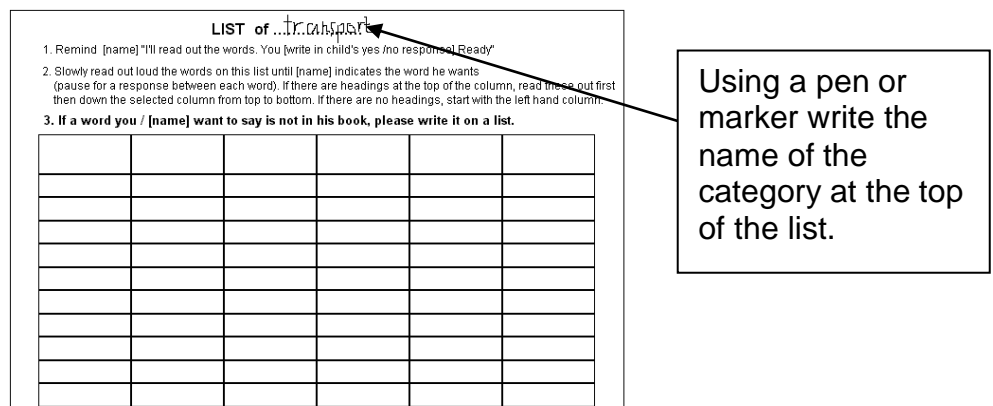 LIST of ..transport..
1. Remind [name] "I'll read out the words. You [write in child's yes /no response] Ready"
2. Slowly read out loud the words on this list until [name] indicates the word he wants
(pause for a response between each word). If there are headings at the top of the column, read these out first
then down the selected column from top to bottom. If there are no headings, start with the left hand column.
3. If a word you / [name] want to say is not in his book, please write it on a list.
Using a pen or
marker write the
name of the
category at the top
of the list.